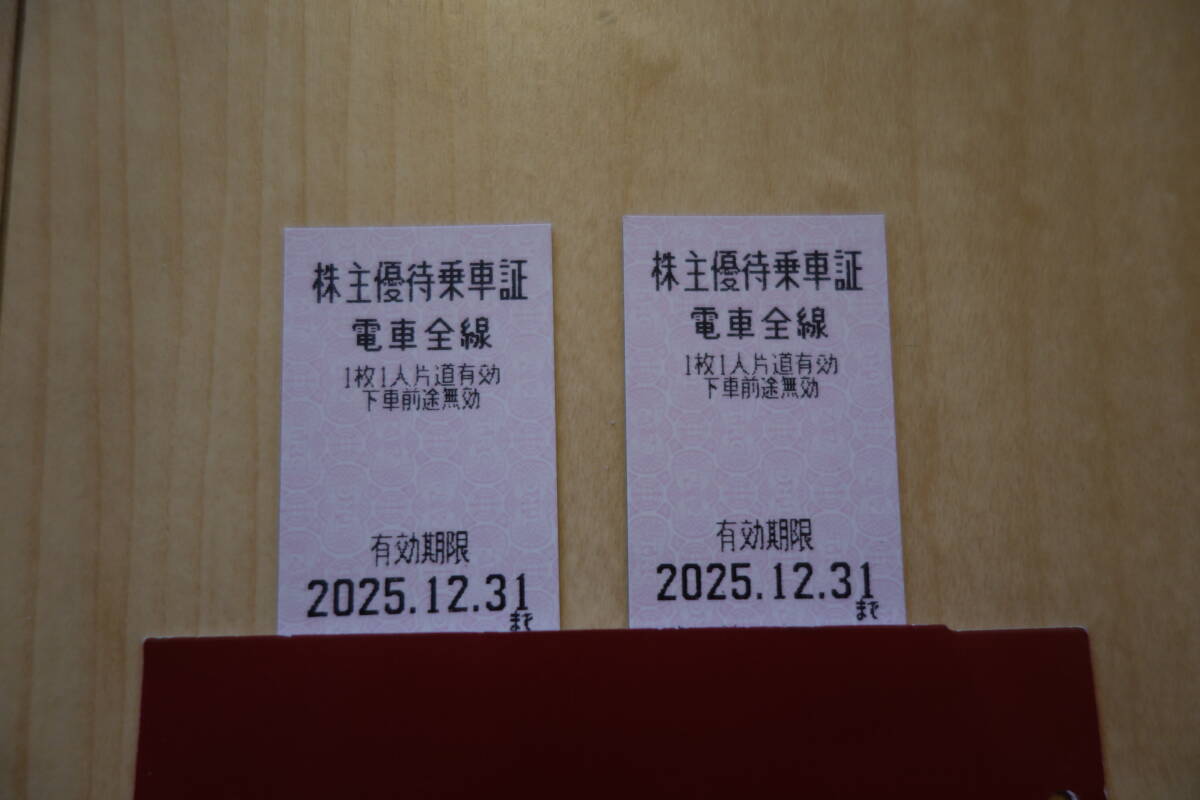 株主優待乗車証
電車全線
1枚1人片道有効
下車前途無効
有効期限
2025.12.31
まで
株主優待乗車証
電車全線
1枚1人片道有効
下車前途無効
有効期限
2025.12.31
まで